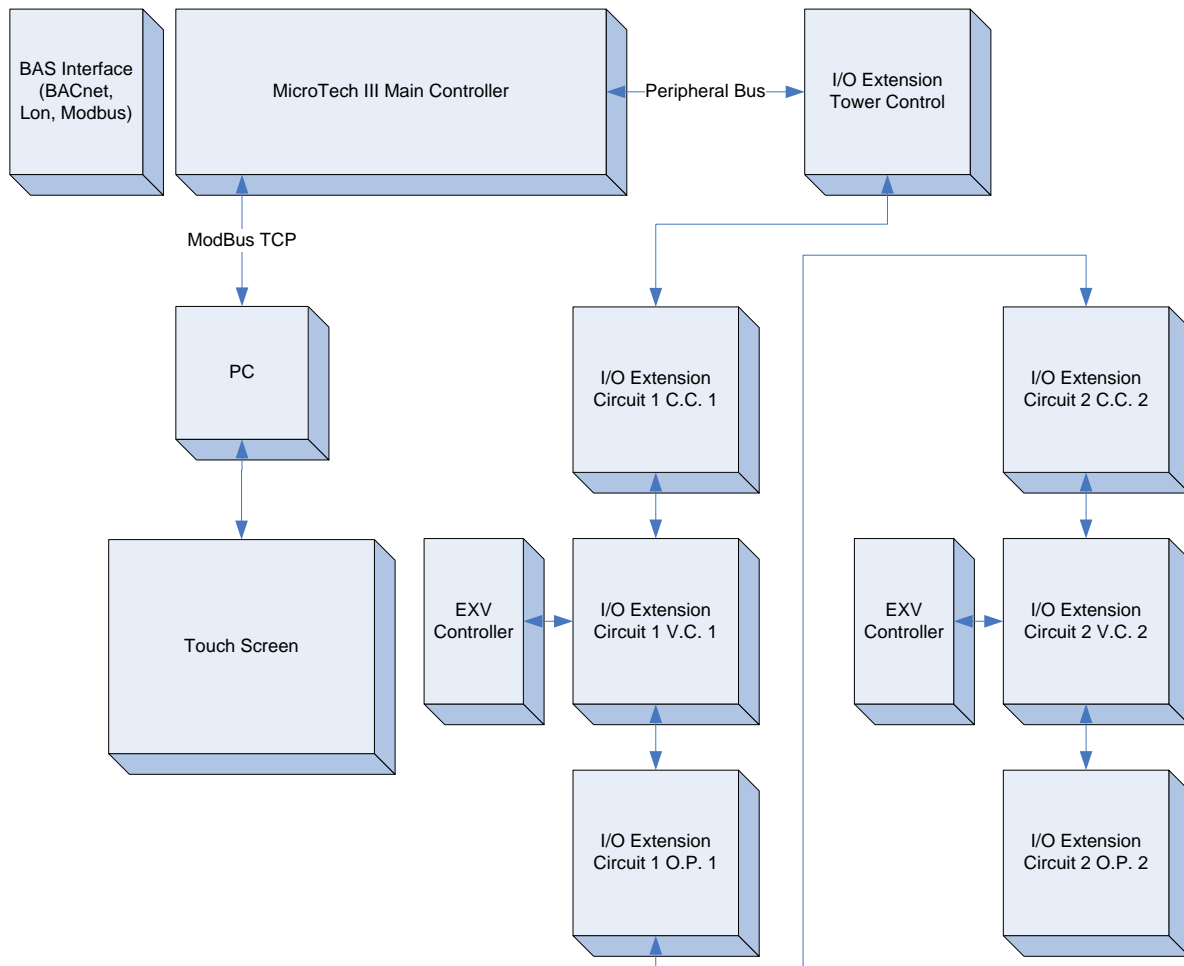 BAS Interface
(BACnet,
Lon, Modbus)
MicroTech III Main Controller
Peripheral Bus
I/O Extension
Tower Control
ModBus TCP
PC
I/O Extension
Circuit 1 C.C. 1
I/O Extension
Circuit 2 C.C. 2
Touch Screen
EXV
Controller
I/O Extension
Circuit 1 V.C. 1
EXV
Controller
I/O Extension
Circuit 2 V.C. 2
I/O Extension
Circuit 1 O.P. 1
I/O Extension
Circuit 2 O.P. 2